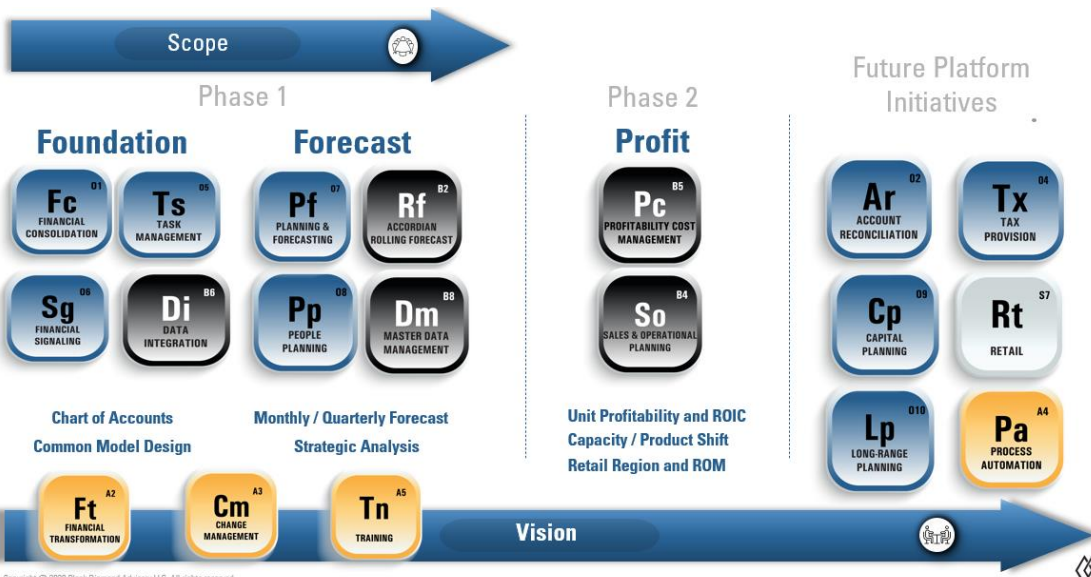 Scope
Phase 1
Phase 2
Future Platform
Initiatives
Foundation
Forecast
Profit
01
Fc
FINANCIAL
CONSOLIDATION
05
Ts
TASK
MANAGEMENT
07
Pf
PLANNING &
FORECASTING
B2
Rf
ACCORDIAN
ROLLING FORECAST
B5
Pc
PROFITABILITY COST
MANAGEMENT
02
Ar
ACCOUNT
RECONCILIATION
04
Tx
TAX
PROVISION
06
Sg
FINANCIAL
SIGNALING
B6
Di
DATA
INTEGRATION
08
Pp
PEOPLE
PLANNING
B8
Dm
MASTER DATA
MANAGEMENT
B4
So
SALES & OPERATIONAL
PLANNING
09
Cp
CAPITAL
PLANNING
S7
Rt
RETAIL
Chart of Accounts
Common Model Design
Monthly / Quarterly Forecast
Strategic Analysis
Unit Profitability and ROIC
Capacity / Product Shift
Retail Region and ROM
010
Lp
LONG-RANGE
PLANNING
A4
Pa
PROCESS
AUTOMATION
A2
Ft
FINANCIAL
TRANSFORMATION
A3
Cm
CHANGE
MANAGEMENT
A5
Tn
TRAINING
Vision